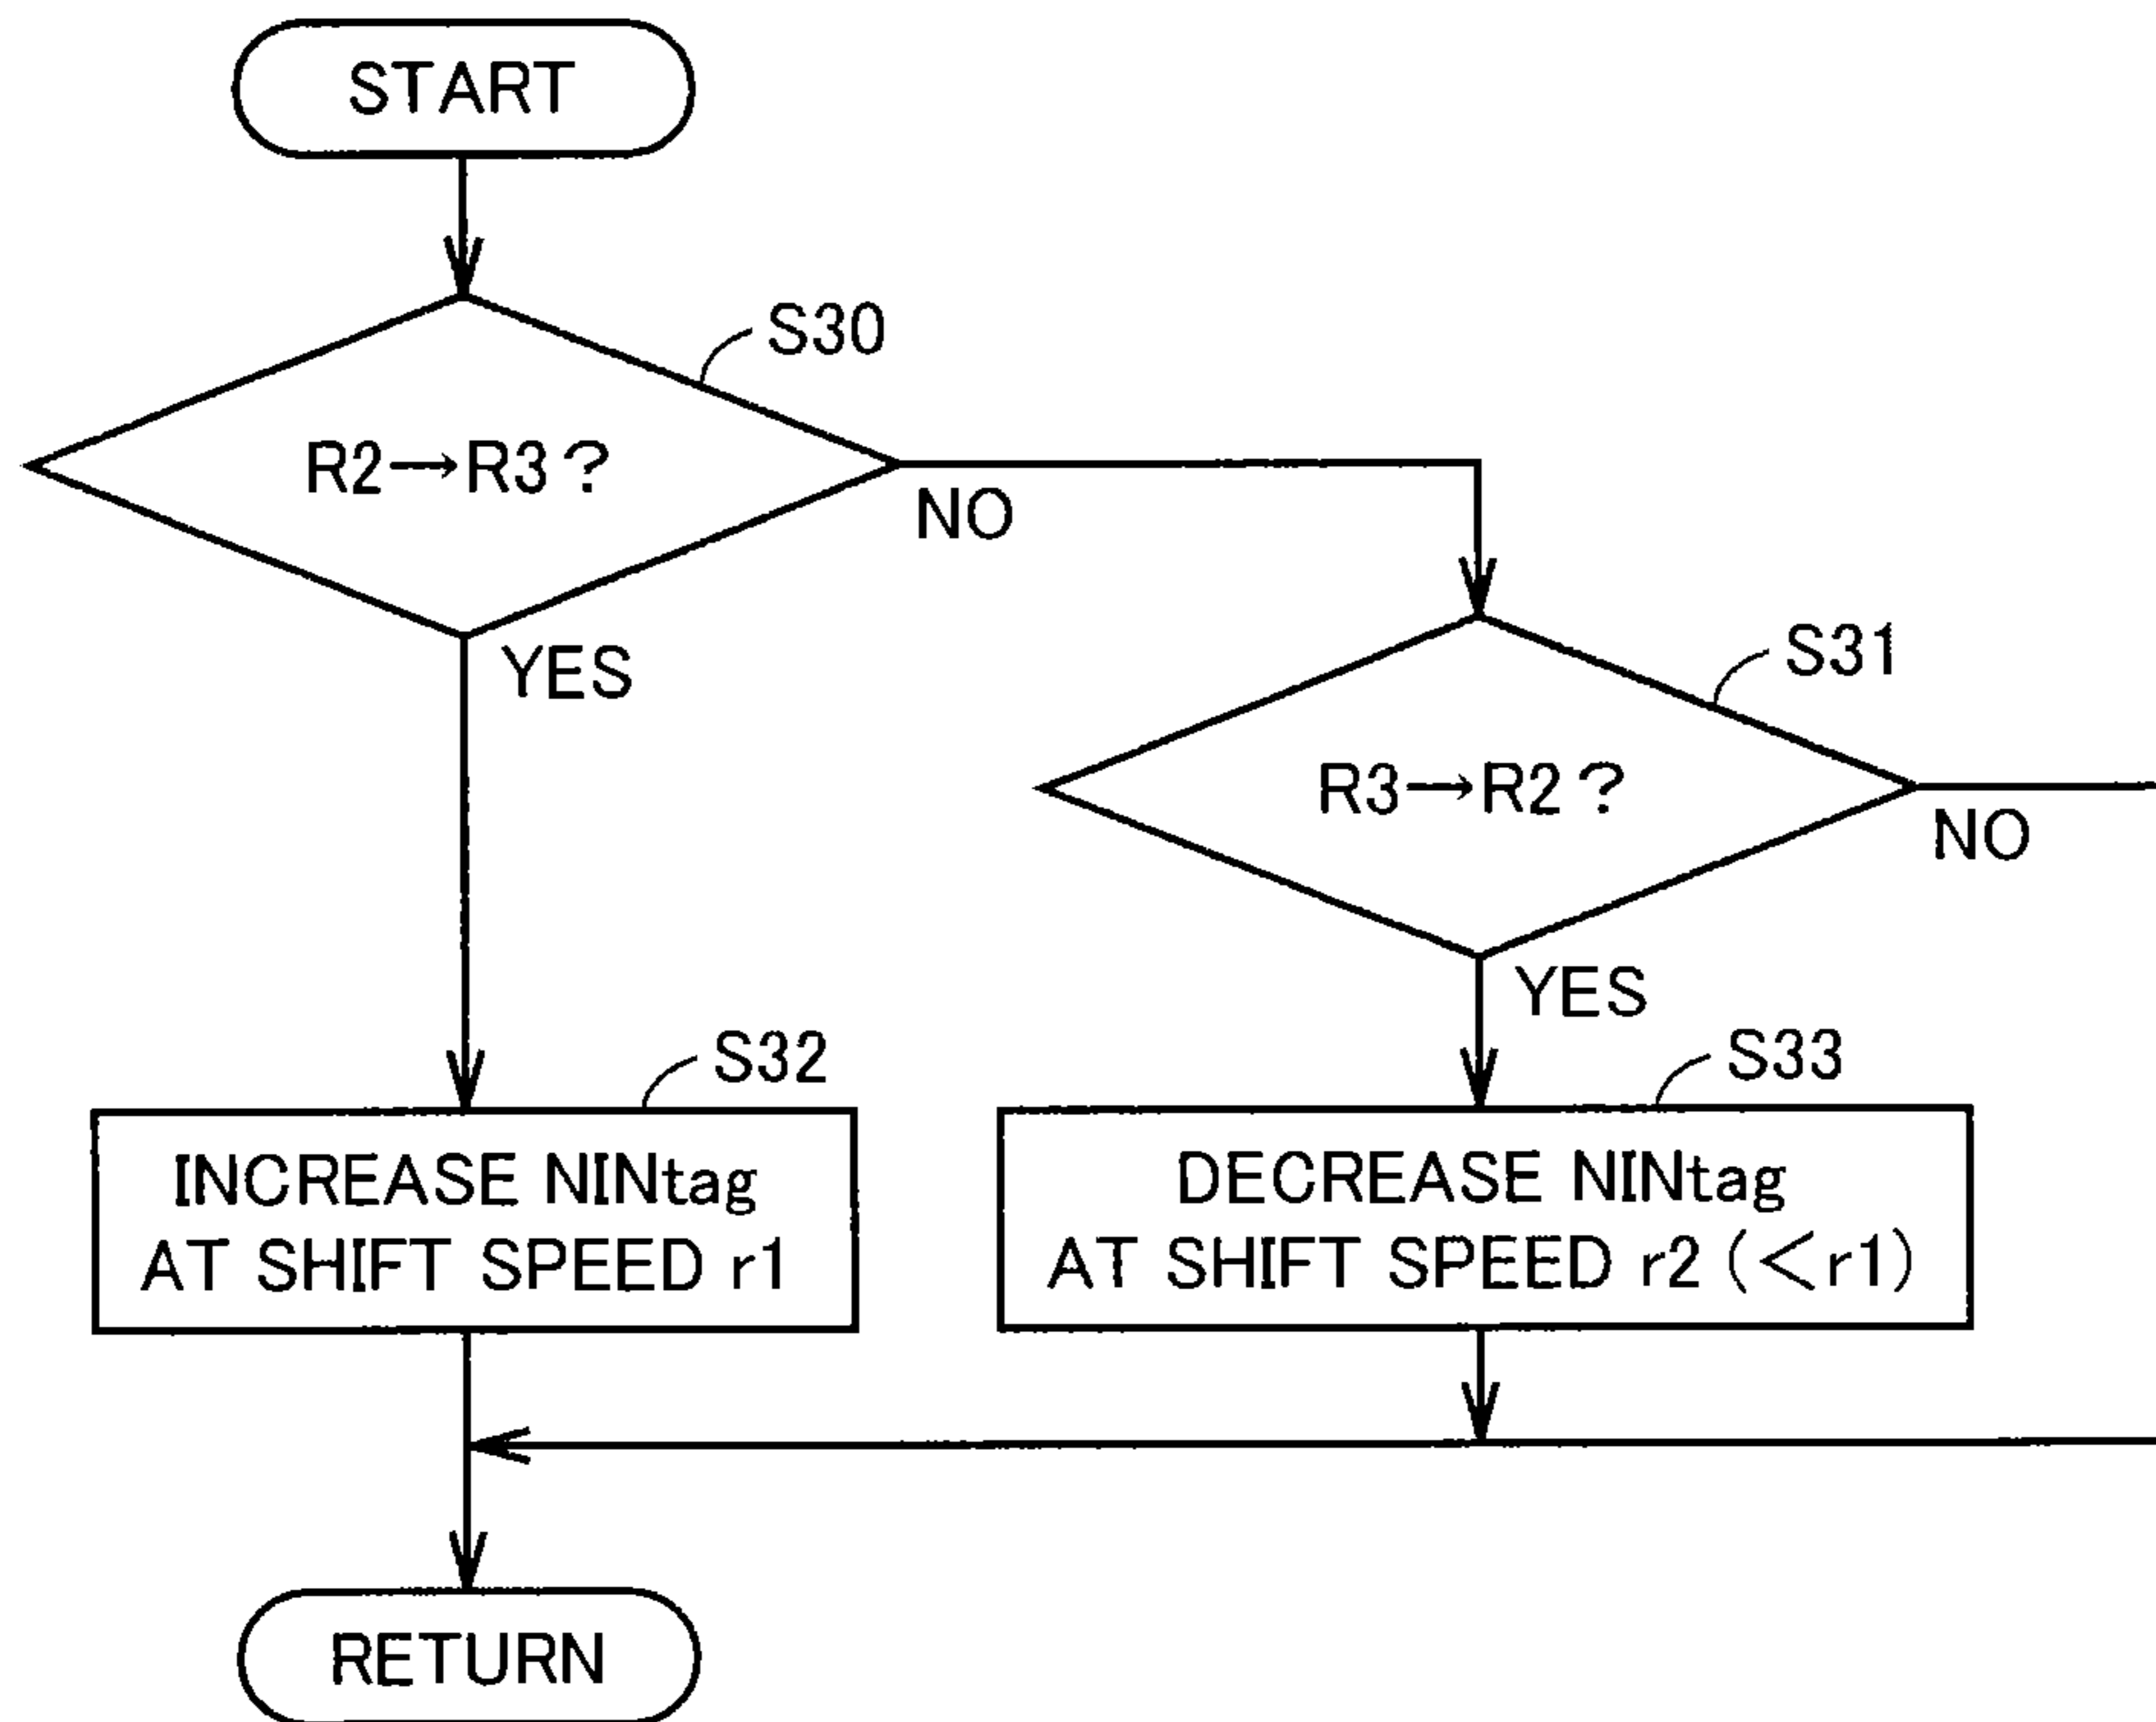 START
S30
R2→R3?
NO
YES
S31
R3→R2?
NO
YES
S32
INCREASE NINtag
AT SHIFT SPEED r1
S33
DECREASE NINtag
AT SHIFT SPEED r2 (<r1)
RETURN